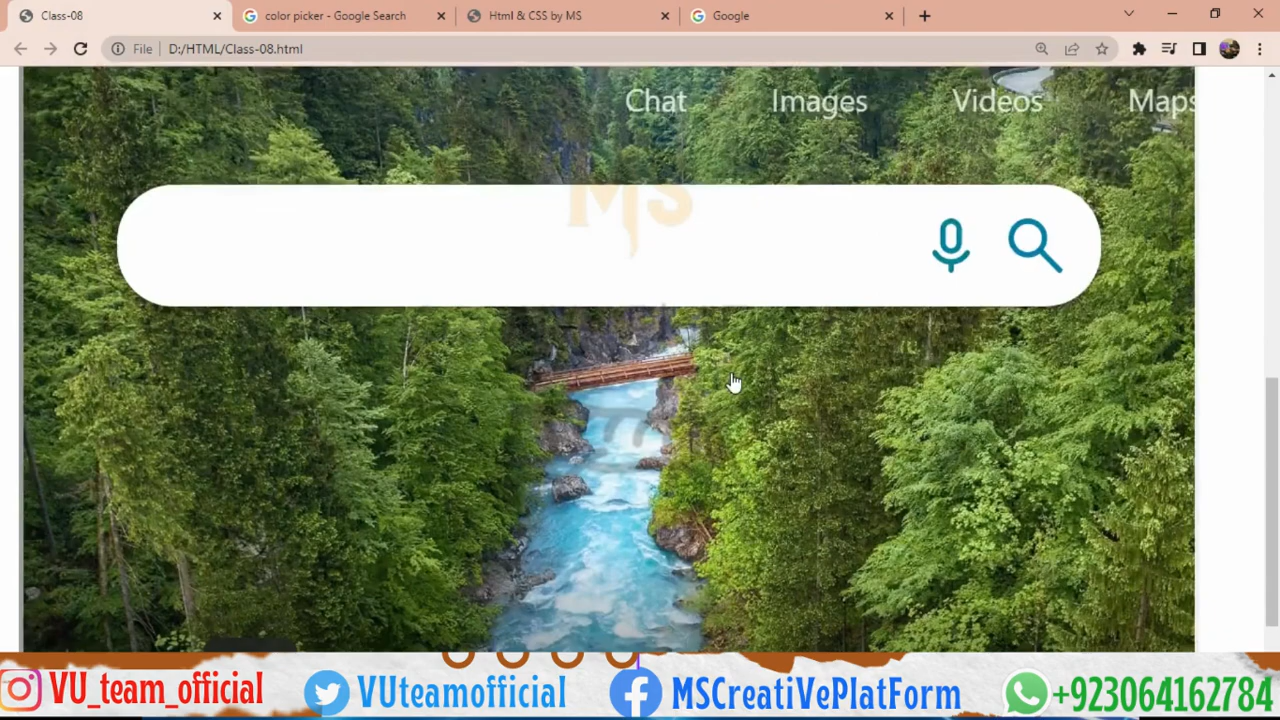 Class-08
color picker - Google Search
Html & CSS by MS
Google
File
D:/HTML/Class-08.html
Chat
Images
Videos
Maps
MS
VU_team_official
VUteamofficial
MSCreatiVePlatForm
+923064162784